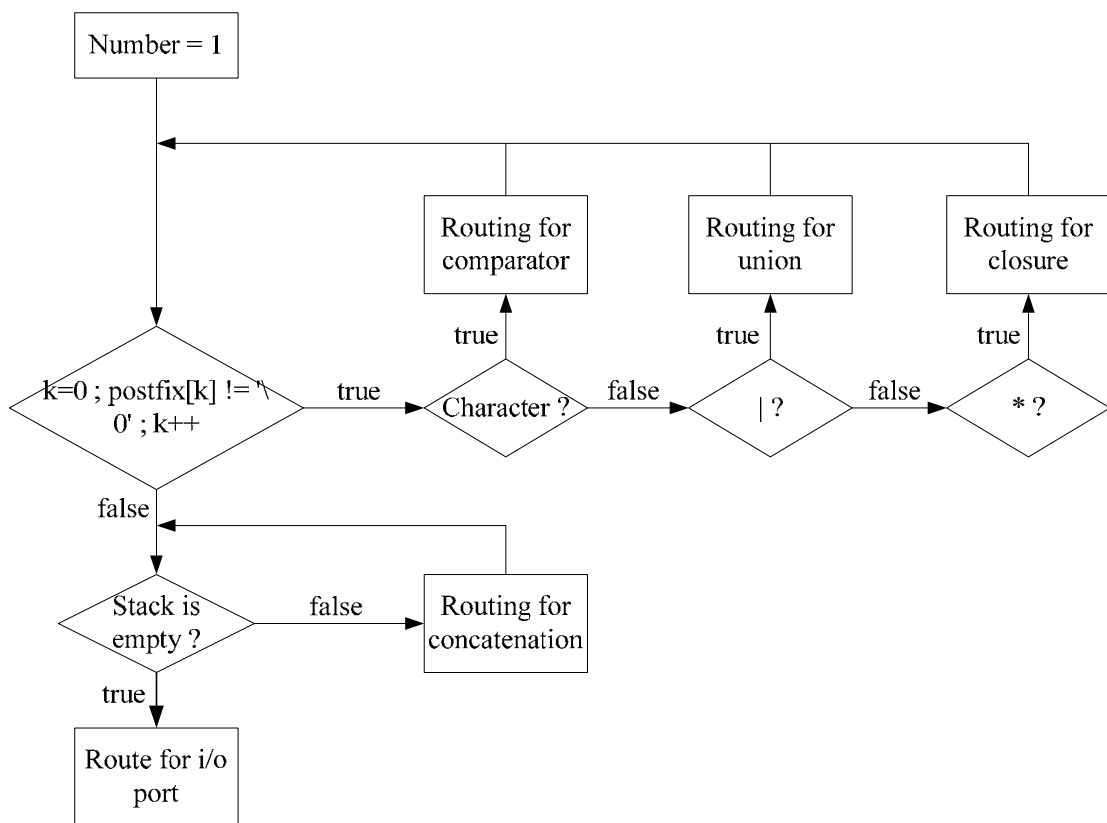 Number = 1
Routing for
comparator
Routing for
union
Routing for
closure
true
true
true
k=0 ; postfix[k] != '\
0' ; k++
true
Character ?
false
| ?
false
* ?
false
Stack is
empty ?
false
Routing for
concatenation
true
Route for i/o
port